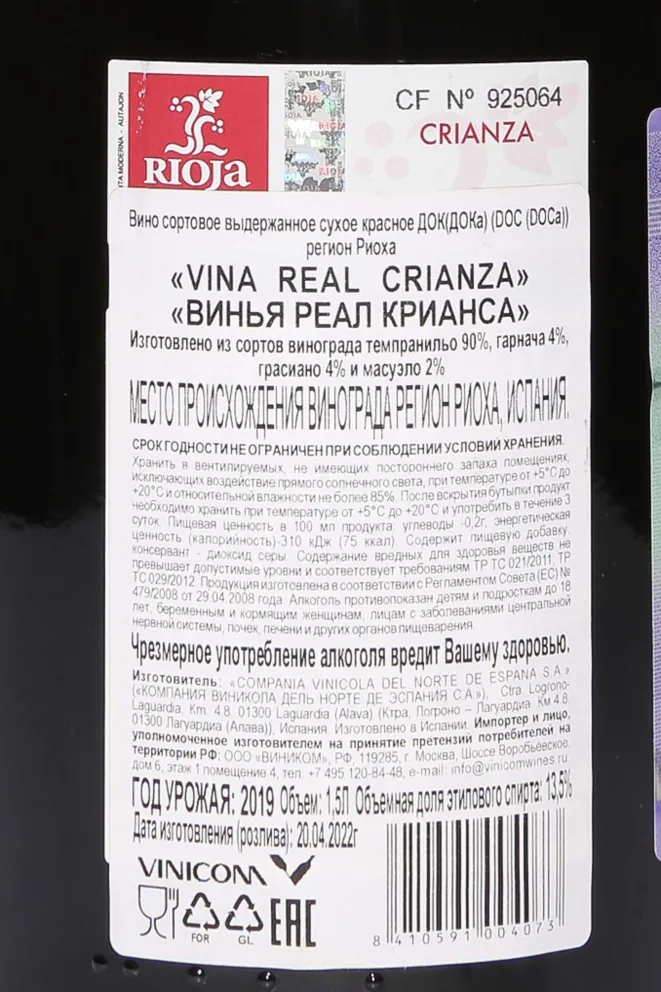 CF Nº 925064
CRIANZA
RIOJA
Вино сортовое выдержанное сухое красное ДОК(ДОКа) (DOC (DOCa))
регион Риоха
«VINA REAL CRIANZA»
«ВИНЬЯ РЕАЛ КРИАНСА»
Изготовлено из сортов винограда темпранильо 90%, гарнача 4%,
грасиано 4% и масуэло 2%
МЕСТО ПРОИСХОЖДЕНИЯ ВИНОГРАДА РЕГИОН РИОХА, ИСПАНИЯ.
СРОК ГОДНОСТИ НЕ ОГРАНИЧЕН ПРИ СОБЛЮДЕНИИ УСЛОВИЙ ХРАНЕНИЯ.
Хранить в вентилируемых, не имеющих постороннего запаха помещениях,
исключающих воздействие прямого солнечного света, при температуре от +5°С до
+20°С и относительной влажности не более 85%. После вскрытия бутылки продукт
необходимо хранить при температуре от +5°С до +20°С и употребить в течение 3
суток. Пищевая ценность в 100 мл продукта: углеводы -0,2г, энергетическая
ценность (калорийность)-310 кДж (75 ккал). Содержит пищевую добавку
консервант - диоксид серы. Содержание вредных для здоровья веществ не
превышает допустимые уровни и соответствует требованиям ТР ТС 021/2011, ТР
ТС 029/2012. Продукция изготовлена в соответствии с Регламентом Совета (ЕС) №
479/2008 от 29.04.2008 года. Алкоголь противопоказан детям и подросткам до 18
лет, беременным и кормящим женщинам, лицам с заболеваниями центральной
нервной системы, почек, печени и других органов пищеварения.
Чрезмерное употребление алкоголя вредит Вашему здоровью.
Изготовитель: «COMPANIA VINICOLA DEL NORTE DE ESPANA S.A.»
(«КОМПАНИЯ ВИНИКОЛА ДЕЛЬ НОРТЕ ДЕ ЭСПАНИЯ С.А»), Ctra Logrono-
Laguardia, Km. 4.8. 01300 Laguardia (Alava) (Ктра, Логроно – Лагуардиа Км 4.8.
01300 Лагуардиа (Алава)), Испания. Изготовлено в Испании. Импортер и лицо,
уполномоченное изготовителем на принятие претензий потребителей на
территории РФ: ООО «ВИНИКОМ», РФ, 119285, г. Москва, Шоссе Воробьевское,
дом 6, этаж 1 помещение 4, тел: +7 495 120-84-48, e-mail: info@vinicomwines.ru
ГОД УРОЖАЯ: 2019 Объем: 1,5Л Объемная доля этилового спирта: 13,5%
Дата изготовления (розлива): 20.04.2022г
VINICOM
FOR
GL
EAC
8 410591 004073